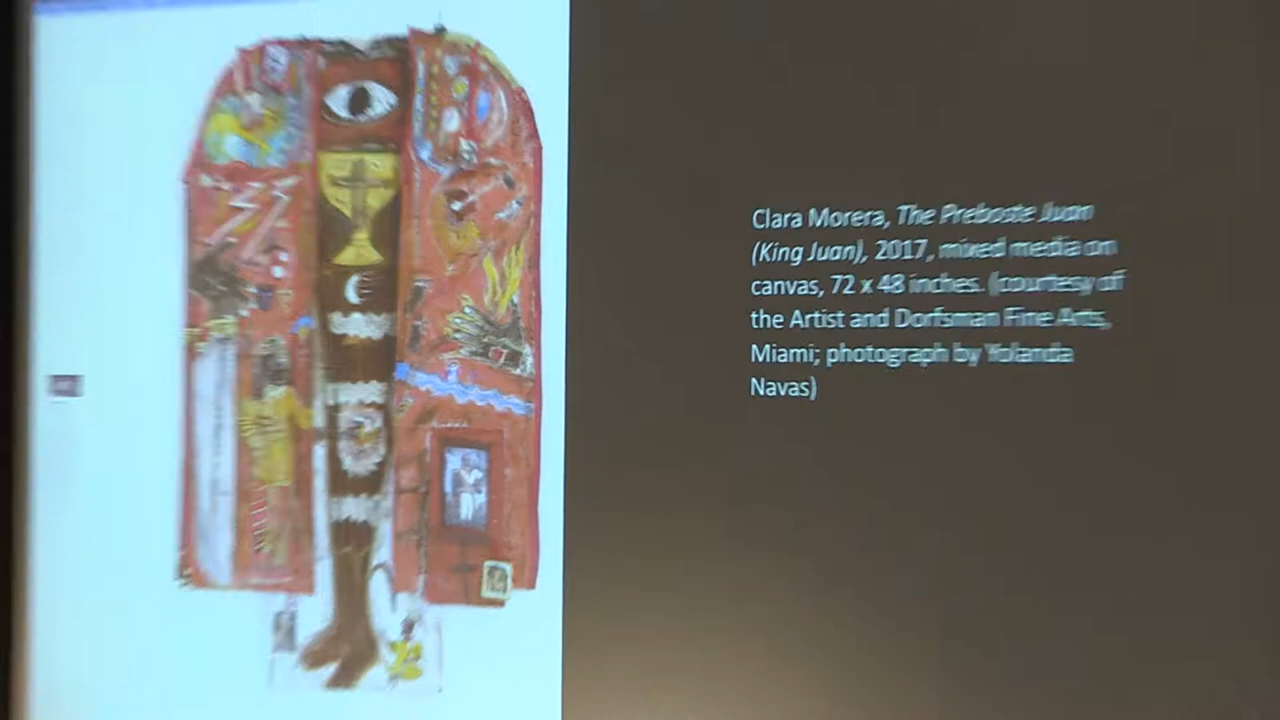 Clara Morera, The Preboste Juan
(King Juan), 2017, mixed media on
canvas, 72 x 48 inches. (courtesy of
the Artist and Dorfsman Fine Arts,
Miami; photograph by Yolanda
Navas)